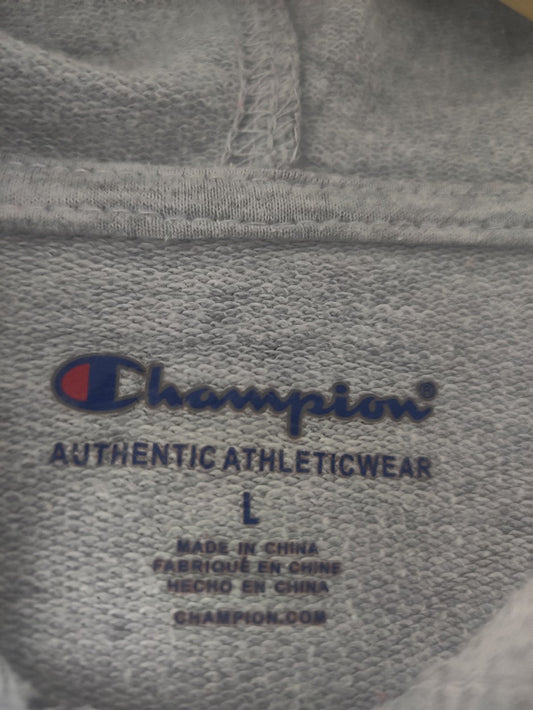 Champion®
AUTHENTIC ATHLETICWEAR
L
MADE IN CHINA
FABRIQUÉ EN CHINE
HECHO EN CHINA
CHAMPION.COM